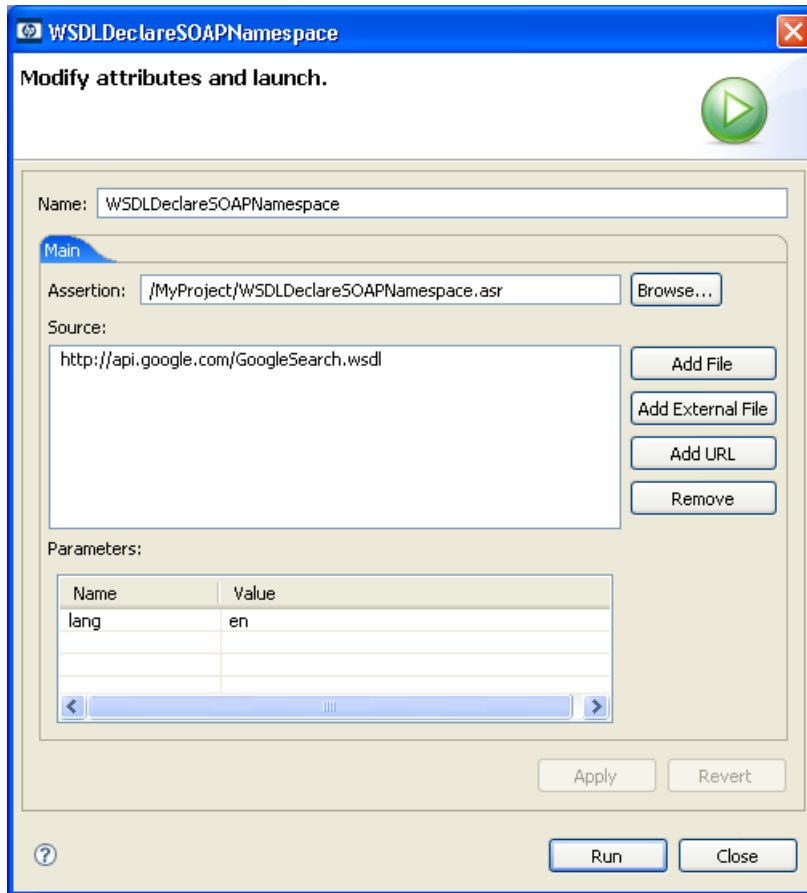 WSDLDeclareSOAPNamespace
Modify attributes and launch.
Name: WSDLDeclareSOAPNamespace
Main
Assertion: /MyProject/WSDLDeclareSOAPNamespace.asr Browse...
Source:
http://api.google.com/GoogleSearch.wsdl
Add File
Add External File
Add URL
Remove
Parameters:
Name Value
lang en
Apply Revert
Run Close